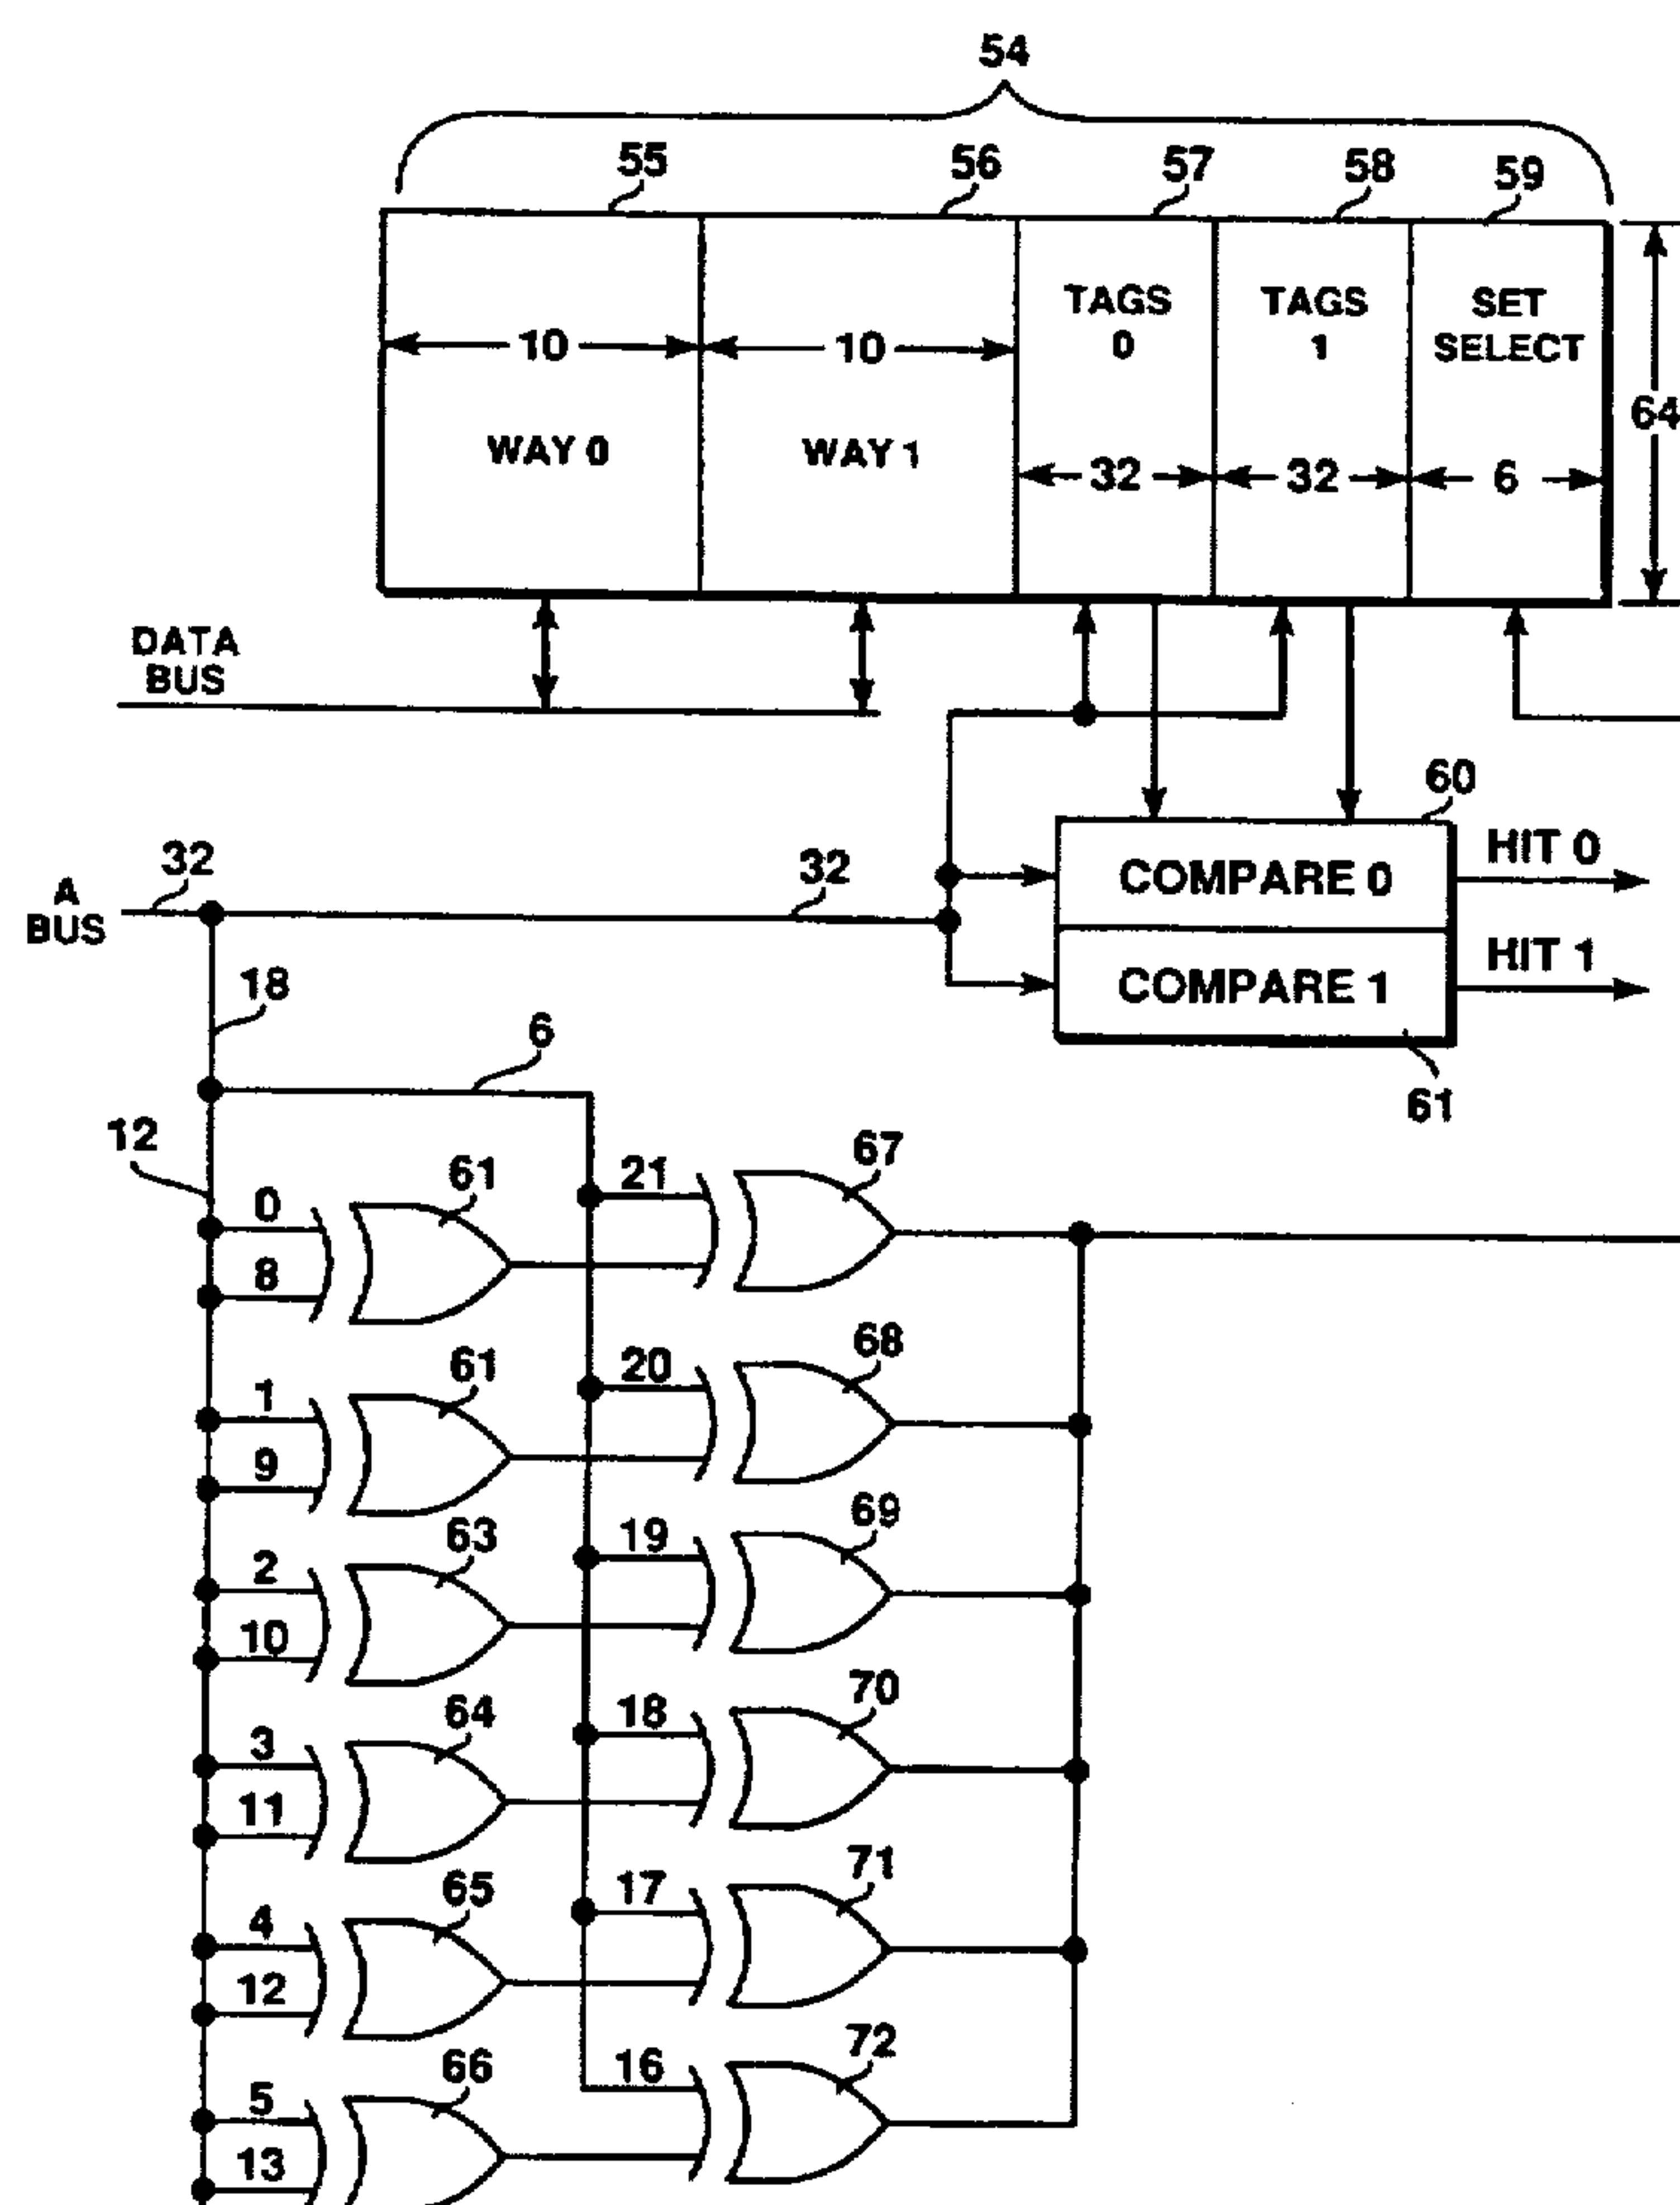 54
55 56 57 58 59
TAGS TAGS SET
0 1 SELECT
10 10
64
WAY 0 WAY 1
32 32 6
DATA
BUS
60
HIT 0
COMPARE 0
32 32
A
BUS
HIT 1
COMPARE 1
18
6
61
12
61 21 67
0
8
61 20 68
1
9
63 19 69
2
10
64 18 70
3
11
65 17 71
4
12
66 16 72
5
13